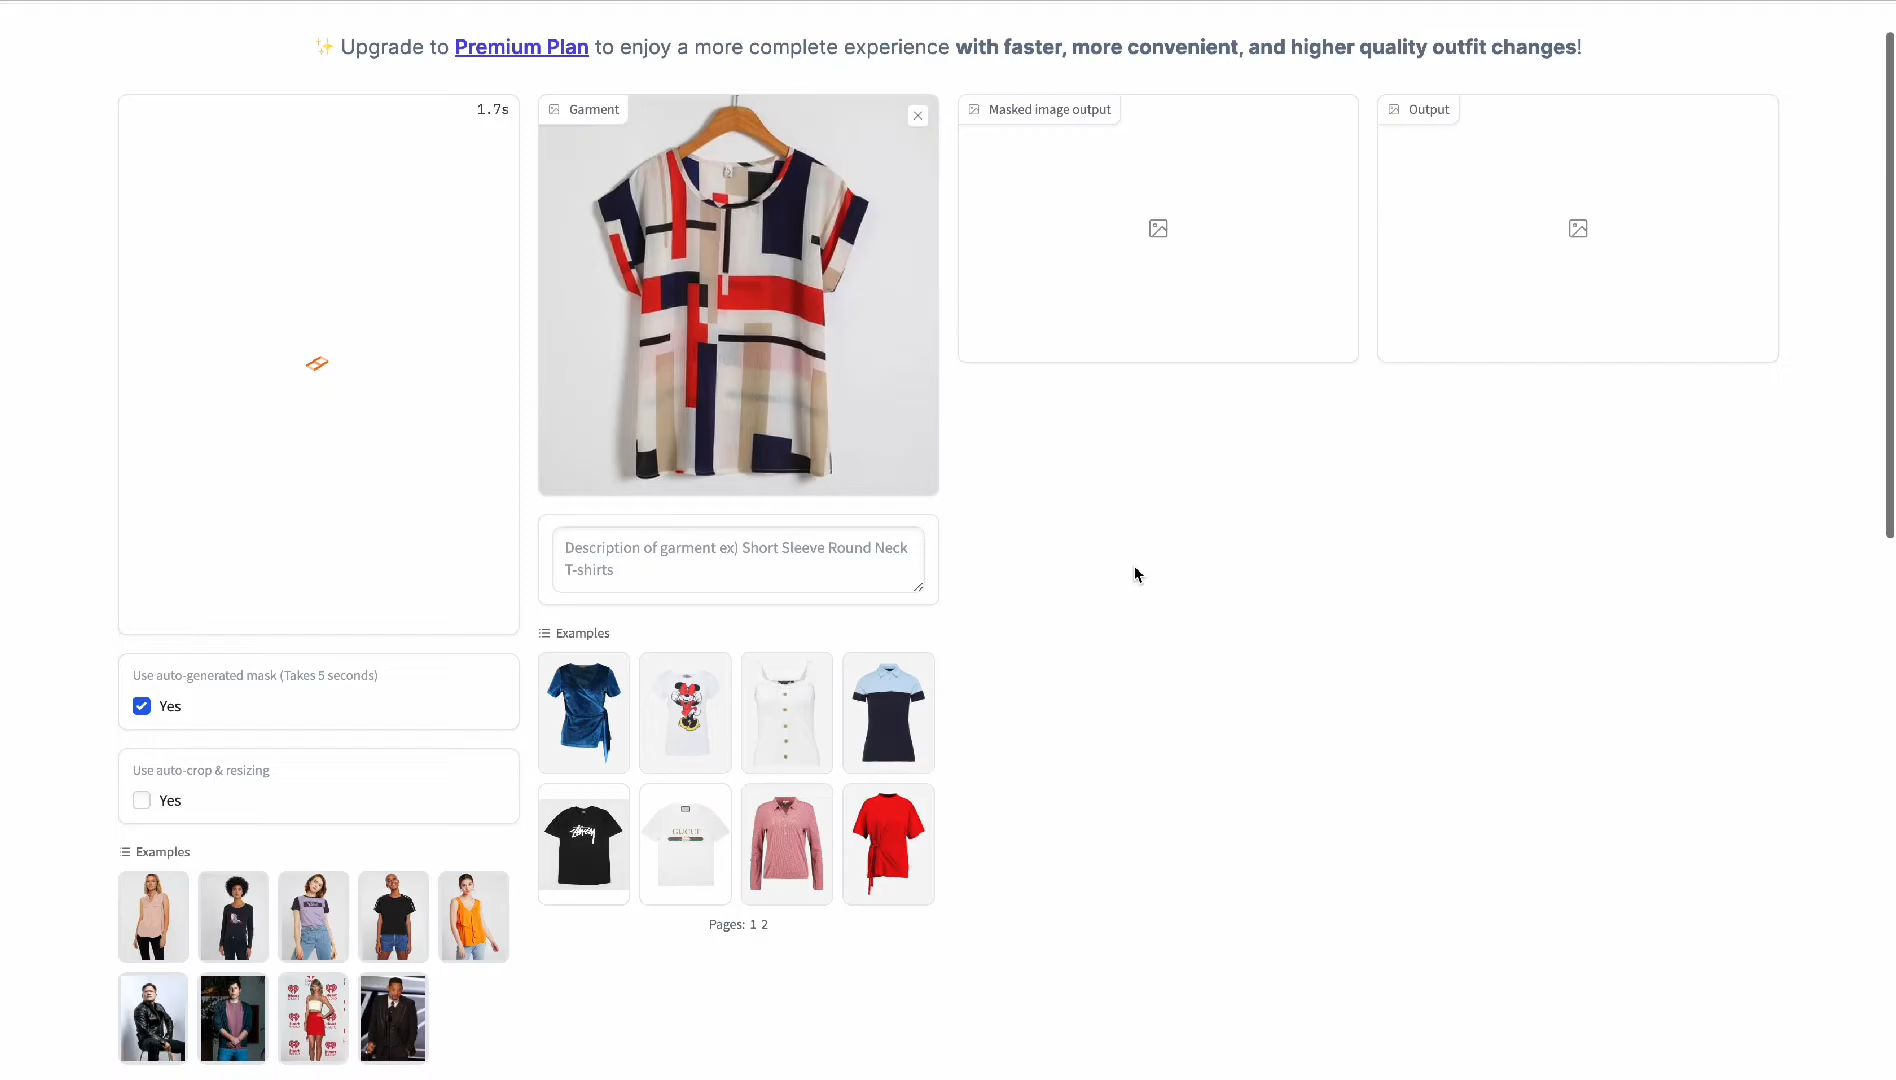 ✨ Upgrade to Premium Plan to enjoy a more complete experience with faster, more convenient, and higher quality outfit changes!
1.7s
Garment
Masked image output
Output
Description of garment ex) Short Sleeve Round Neck
T-shirts
Examples
Use auto-generated mask (Takes 5 seconds)
Yes
Use auto-crop & resizing
Yes
Examples
GUCCI
Pages: 1 2